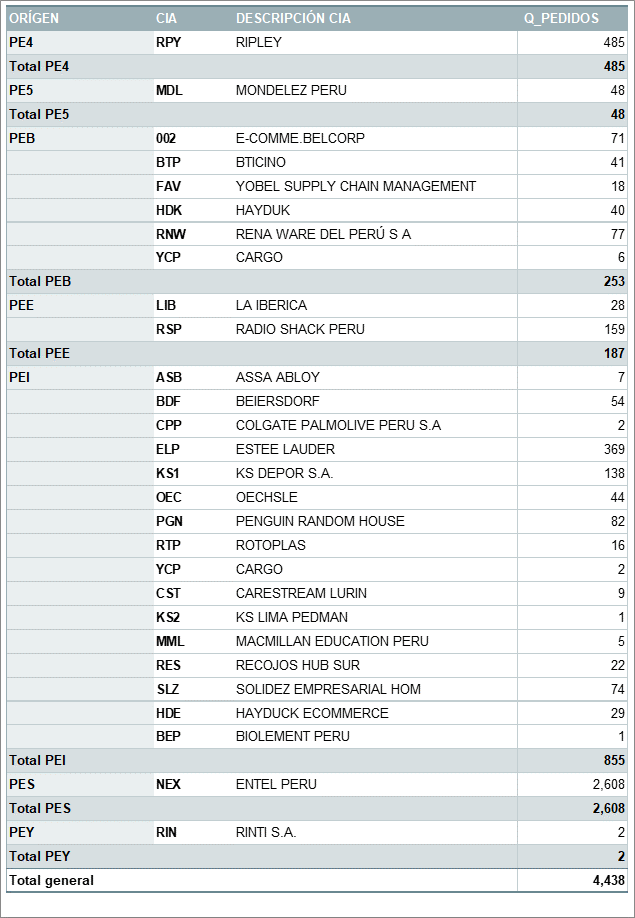 ORÍGEN CIA DESCRIPCIÓN CIA Q_PEDIDOS
PE4 RPY RIPLEY 485
Total PE4 485
PE5 MDL MONDELEZ PERU 48
Total PE5 48
PEB 002 E-COMME.BELCORP 71
BTP BTICINO 41
FAV YOBEL SUPPLY CHAIN MANAGEMENT 18
HDK HAYDUK 40
RNW RENA WARE DEL PERÚ S A 77
YCP CARGO 6
Total PEB 253
PEE LIB LA IBERICA 28
RSP RADIO SHACK PERU 159
Total PEE 187
PEI ASB ASSA ABLOY 7
BDF BEIERSDORF 54
CPP COLGATE PALMOLIVE PERU S.A 2
ELP ESTEE LAUDER 369
KS1 KS DEPOR S.A. 138
OEC OECHSLE 44
PGN PENGUIN RANDOM HOUSE 82
RTP ROTOPLAS 16
YCP CARGO 2
CST CARESTREAM LURIN 9
KS2 KS LIMA PEDMAN 1
MML MACMILLAN EDUCATION PERU 5
RES RECOJOS HUB SUR 22
SLZ SOLIDEZ EMPRESARIAL HOM 74
HDE HAYDUCK ECOMMERCE 29
BEP BIOLEMENT PERU 1
Total PEI 855
PES NEX ENTEL PERU 2,608
Total PES 2,608
PEY RIN RINTI S.A. 2
Total PEY 2
Total general 4,438